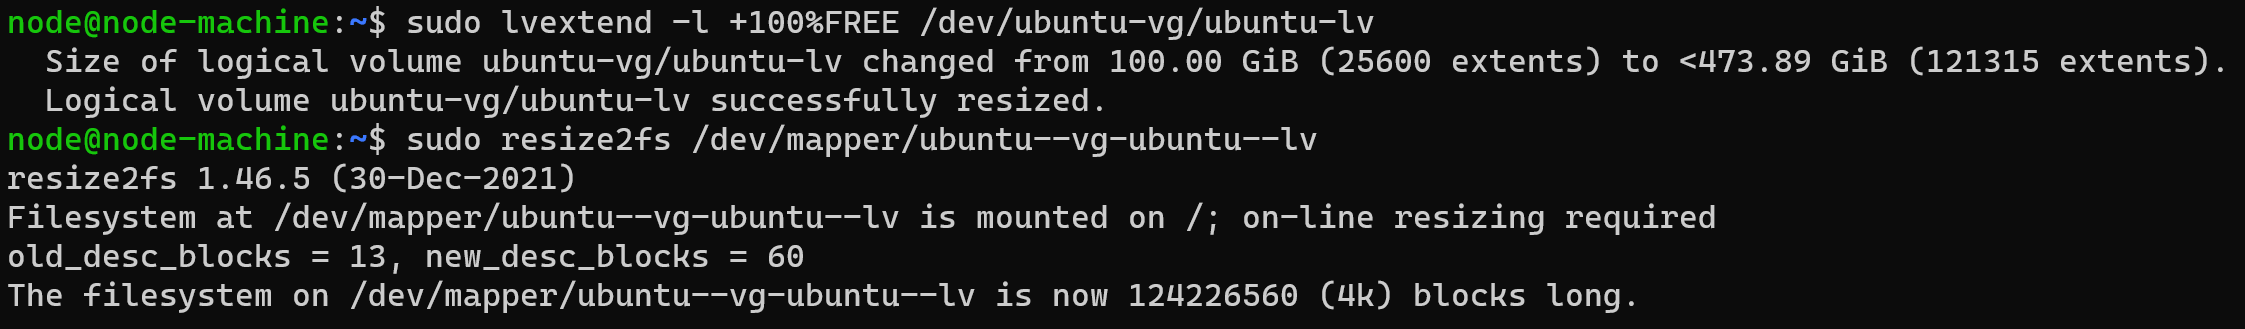 node@node-machine:~$ sudo lvextend -l +100%FREE /dev/ubuntu-vg/ubuntu-lv
  Size of logical volume ubuntu-vg/ubuntu-lv changed from 100.00 GiB (25600 extents) to <473.89 GiB (121315 extents).
  Logical volume ubuntu-vg/ubuntu-lv successfully resized.
node@node-machine:~$ sudo resize2fs /dev/mapper/ubuntu--vg-ubuntu--lv
resize2fs 1.46.5 (30-Dec-2021)
Filesystem at /dev/mapper/ubuntu--vg-ubuntu--lv is mounted on /; on-line resizing required
old_desc_blocks = 13, new_desc_blocks = 60
The filesystem on /dev/mapper/ubuntu--vg-ubuntu--lv is now 124226560 (4k) blocks long.